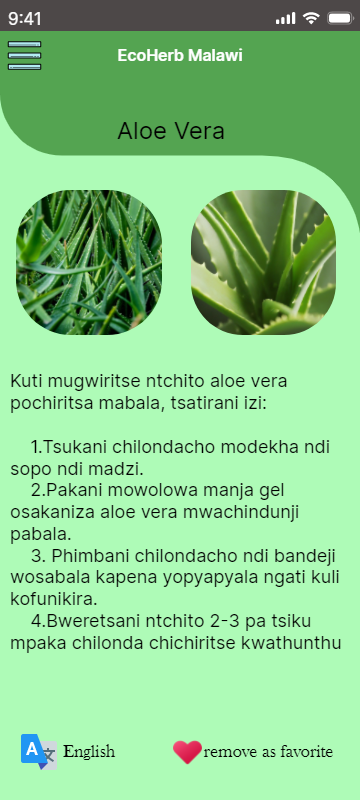 9:41
EcoHerb Malawi
Aloe Vera
Kuti mugwiritse ntchito aloe vera
pochiritsa mabala, tsatirani izi:
1.Tsukani chilondacho modekha ndi
sopo ndi madzi.
2.Pakani mowolowa manja gel
osakaniza aloe vera mwachindunji
pabala.
3. Phimbani chilondacho ndi bandeji
wosabala kapena yopyapyala ngati kuli
kofunikira.
4.Bweretsani ntchito 2-3 pa tsiku
mpaka chilonda chichiritse kwathunthu
A 文 English
remove as favorite